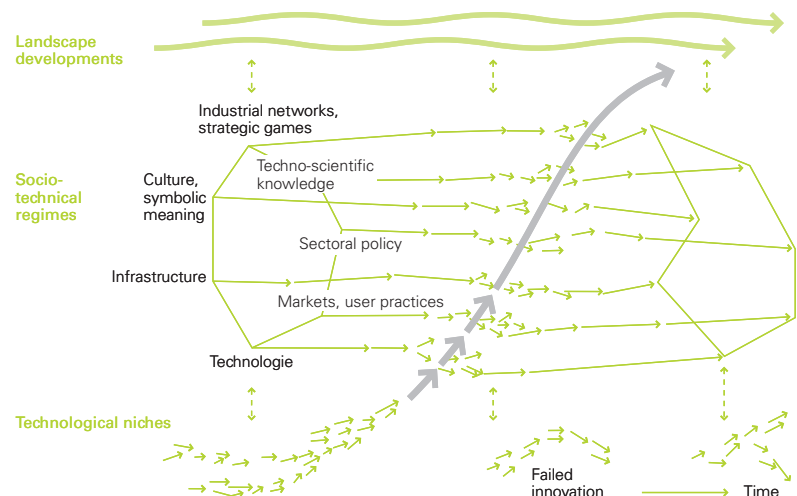 Landscape
developments
Industrial networks,
strategic games
Techno-scientific
knowledge
Socio-
technical
regimes
Culture,
symbolic
meaning
Sectoral policy
Infrastructure
Markets, user practices
Technologie
Technological niches
Failed
innovation
Time